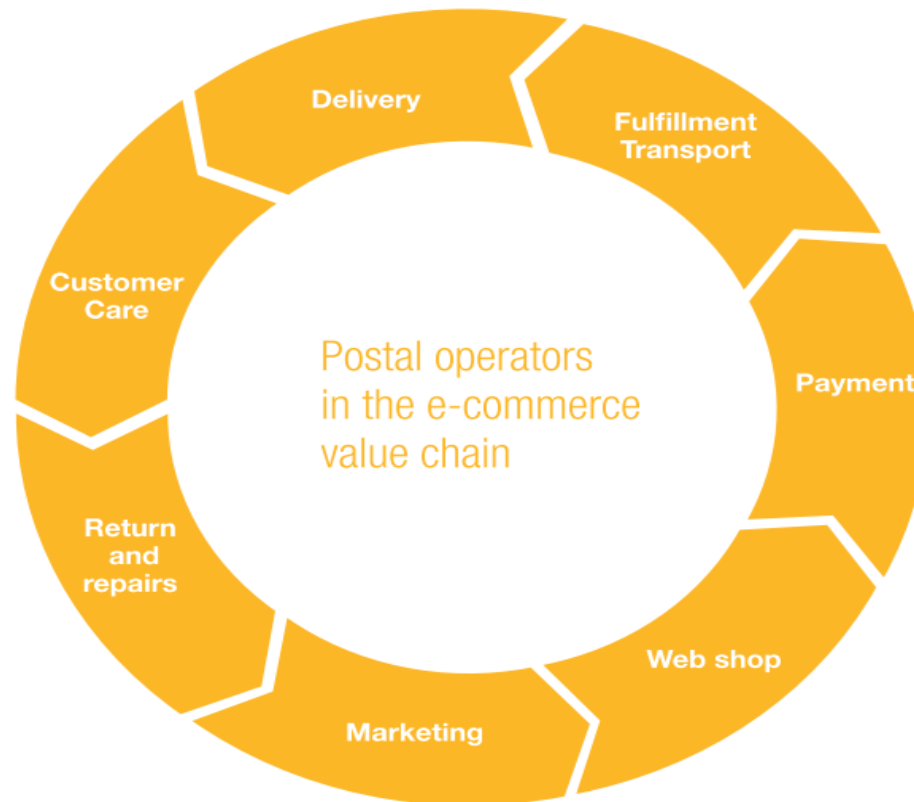 Delivery
Fulfillment
Transport
Customer
Care
Postal operators
in the e-commerce
value chain
Payment
Return
and
repairs
Web shop
Marketing